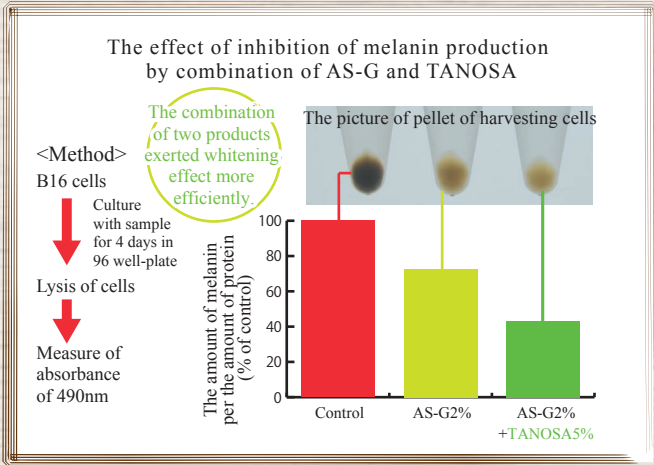 The effect of inhibition of melanin production
by combination of AS-G and TANOSA
The combination
of two products
exerted whitening
effect more
efficiently.
The picture of pellet of harvesting cells
<Method>
B16 cells
Culture
with sample
for 4 days in
96 well-plate
Lysis of cells
Measure of
absorbance
of 490nm
The amount of melanin
per the amount of protein
(% of control)
100
80
60
40
20
0
Control
AS-G2%
AS-G2%
+TANOSA5%